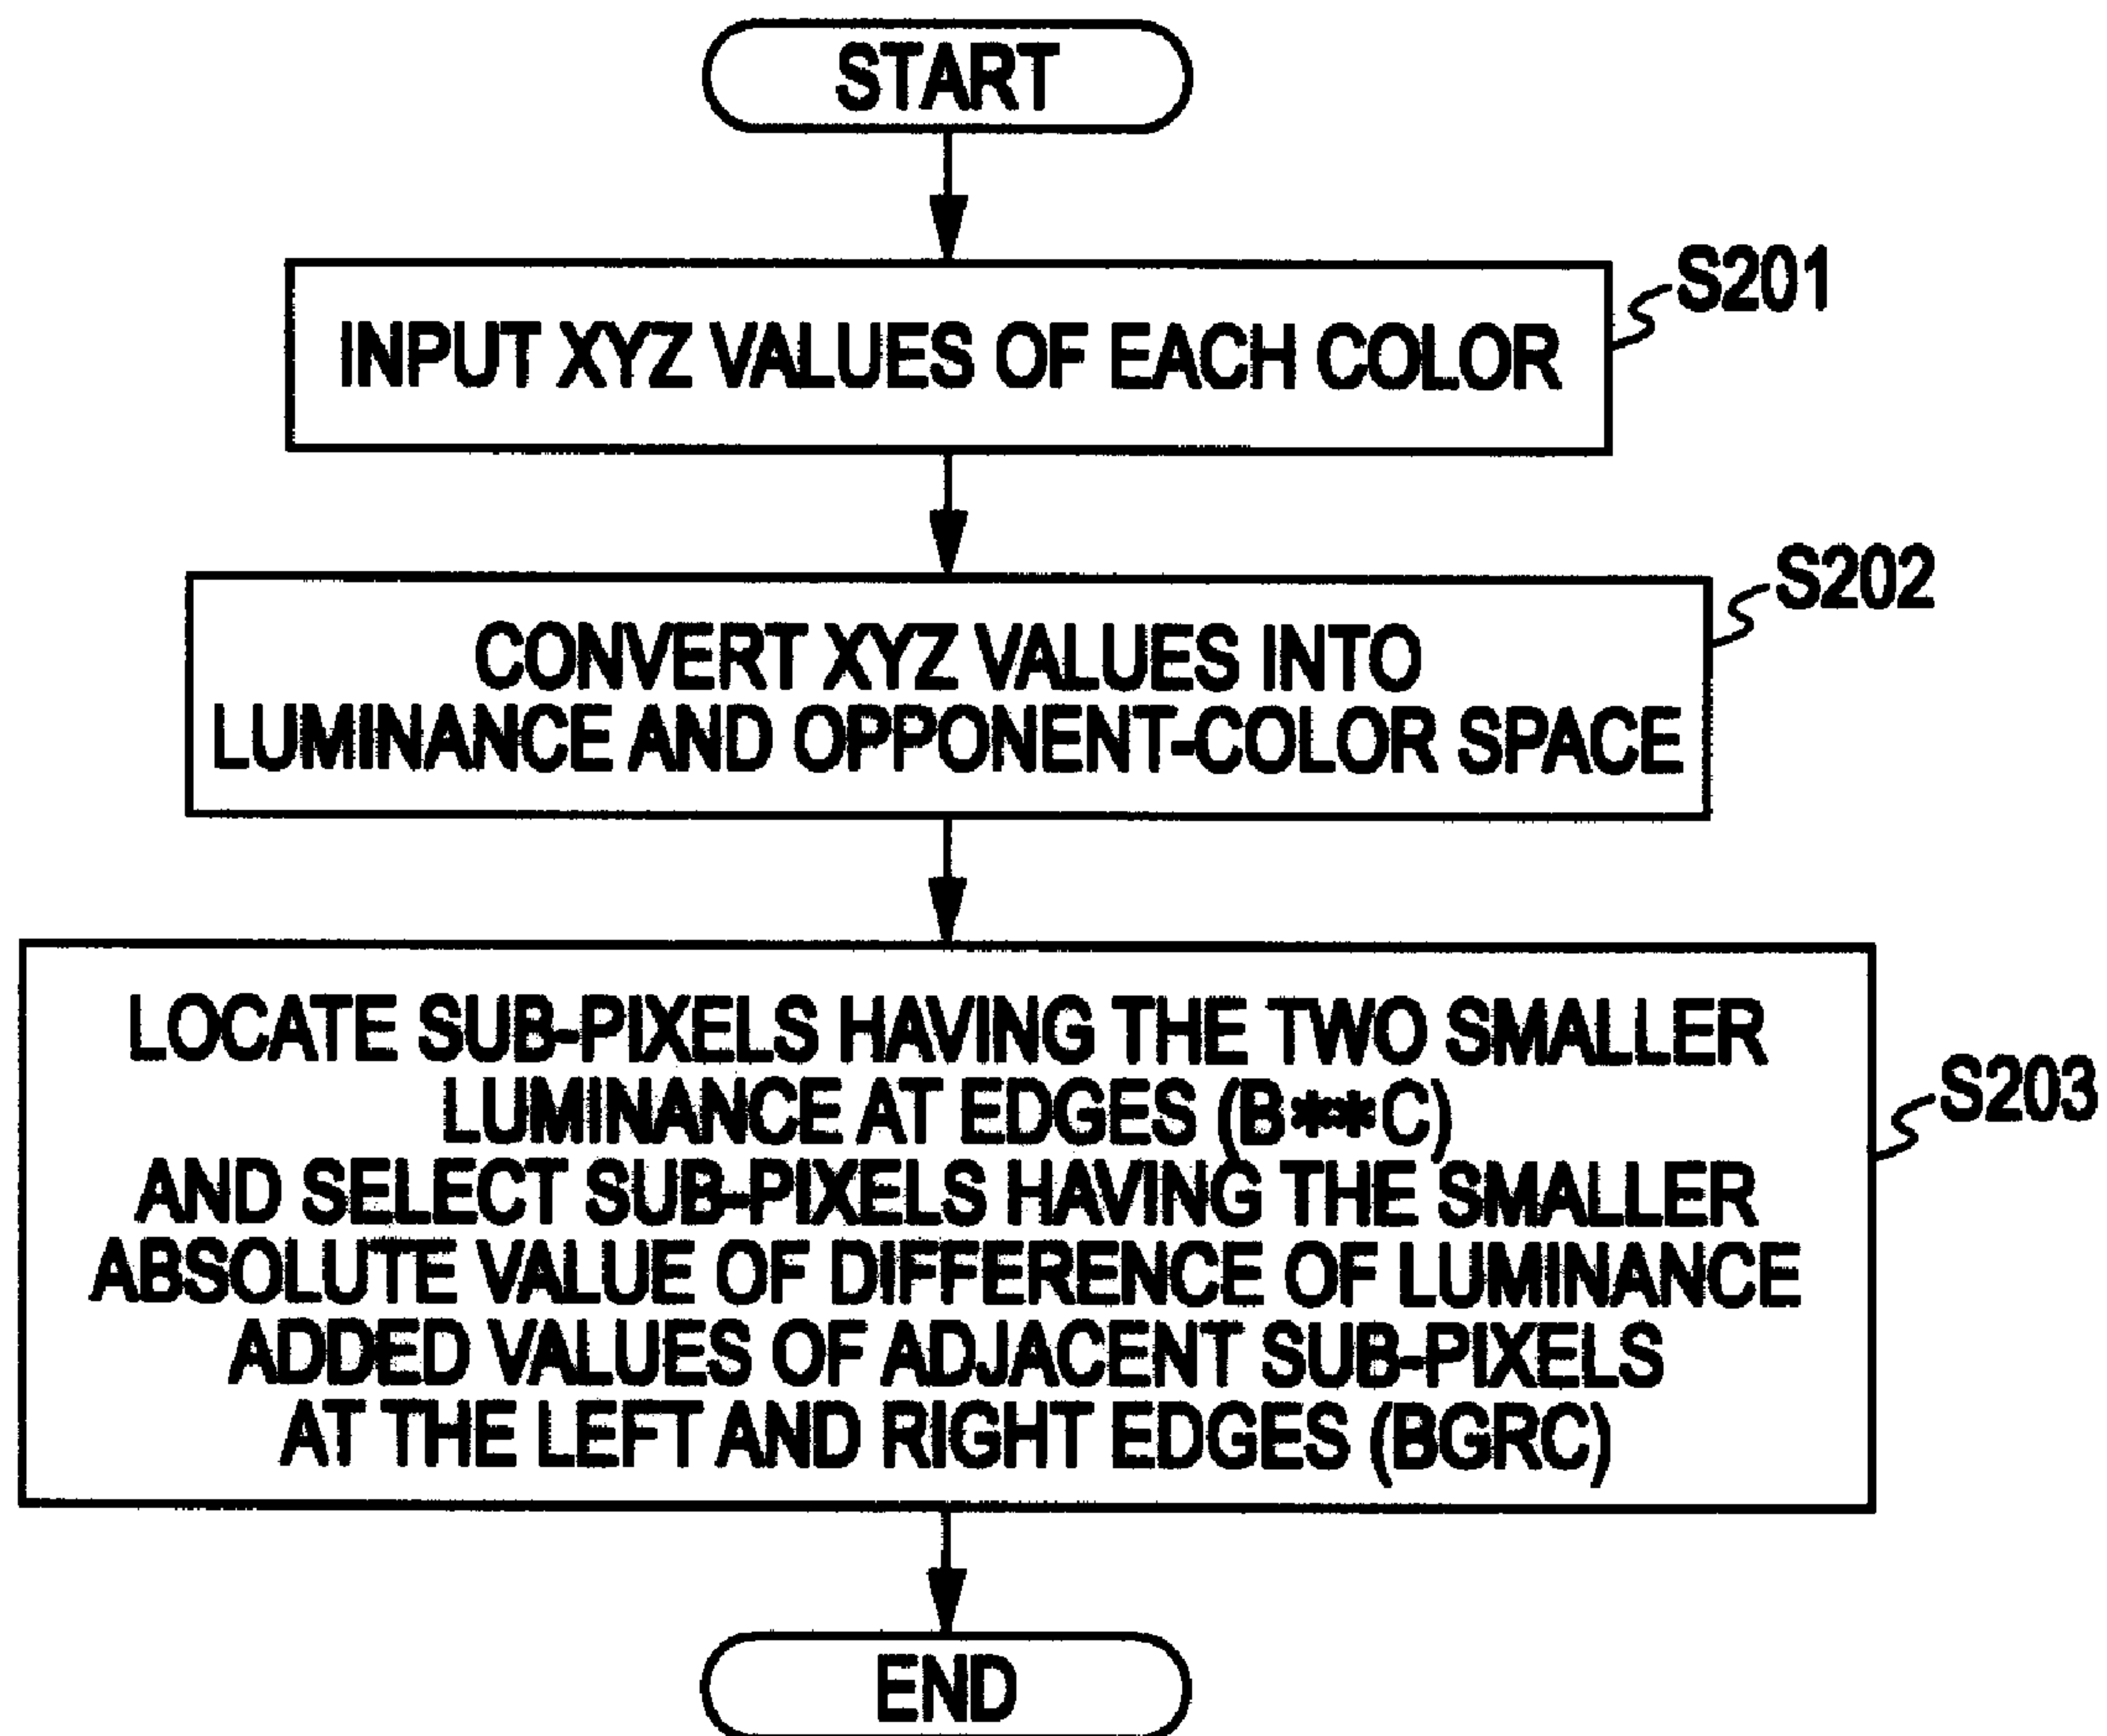 START
S201
INPUT XYZ VALUES OF EACH COLOR
S202
CONVERT XYZ VALUES INTO
LUMINANCE AND OPPONENT-COLOR SPACE
LOCATE SUB-PIXELS HAVING THE TWO SMALLER
LUMINANCE AT EDGES (B**C)
S203
AND SELECT SUB-PIXELS HAVING THE SMALLER
ABSOLUTE VALUE OF DIFFERENCE OF LUMINANCE
ADDED VALUES OF ADJACENT SUB-PIXELS
AT THE LEFT AND RIGHT EDGES (BGRC)
END